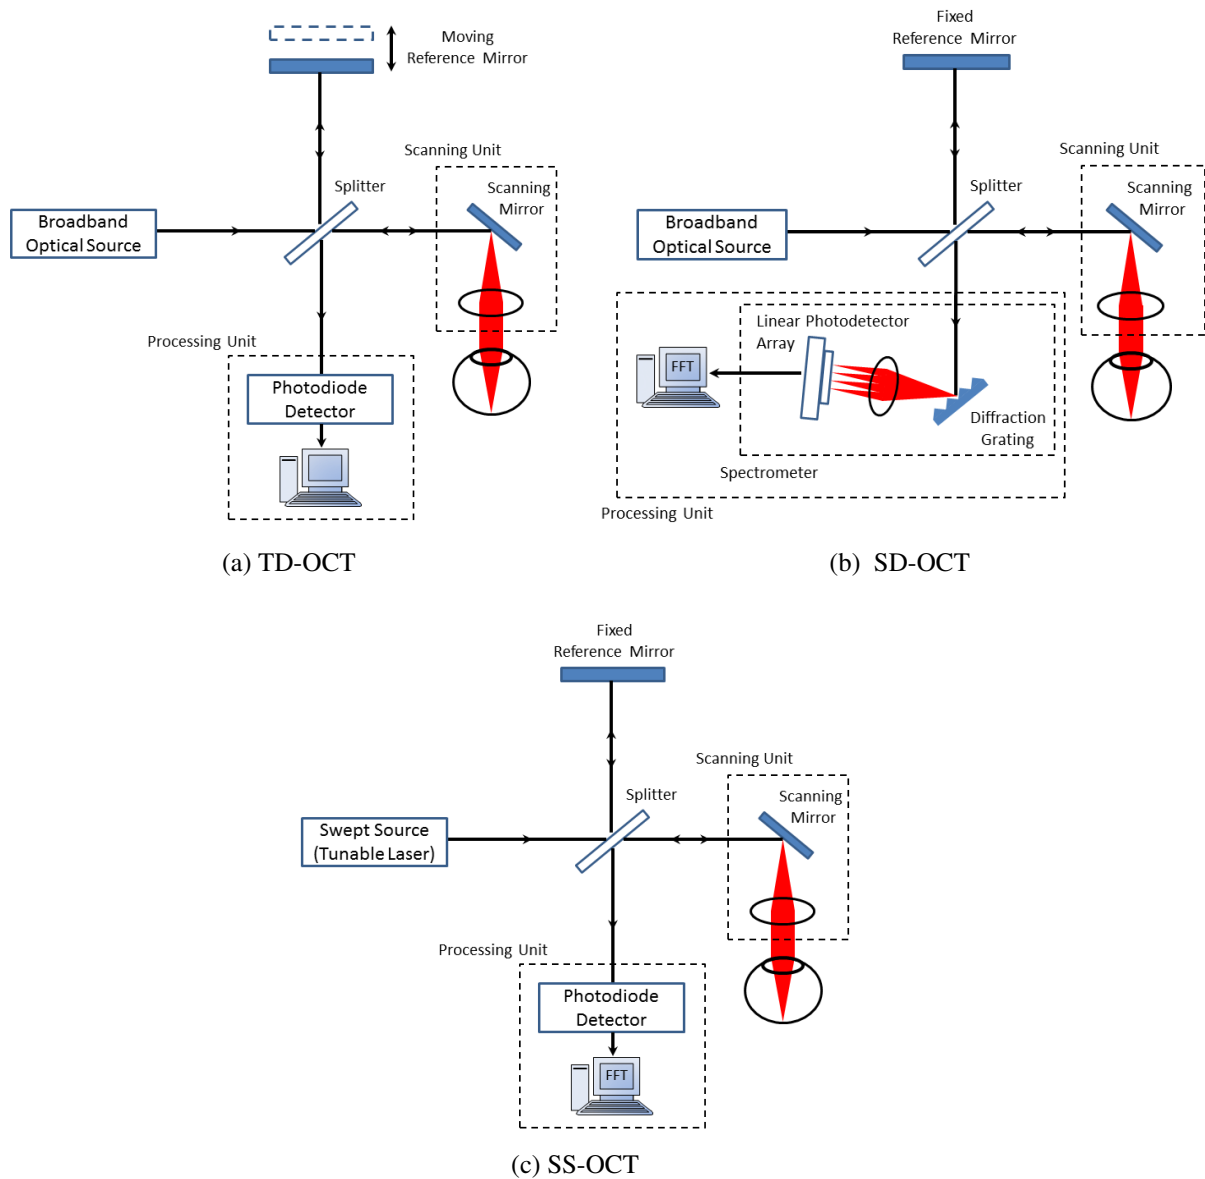 Moving
Reference Mirror
Scanning Unit
Splitter
Scanning
Mirror
Broadband
Optical Source
Processing Unit
Photodiode
Detector
(a) TD-OCT
Fixed
Reference Mirror
Scanning Unit
Splitter
Scanning
Mirror
Broadband
Optical Source
Linear Photodetector
Array
FFT
Diffraction
Grating
Spectrometer
Processing Unit
(b) SD-OCT
Fixed
Reference Mirror
Scanning Unit
Splitter
Scanning
Mirror
Swept Source
(Tunable Laser)
Processing Unit
Photodiode
Detector
FFT
(c) SS-OCT